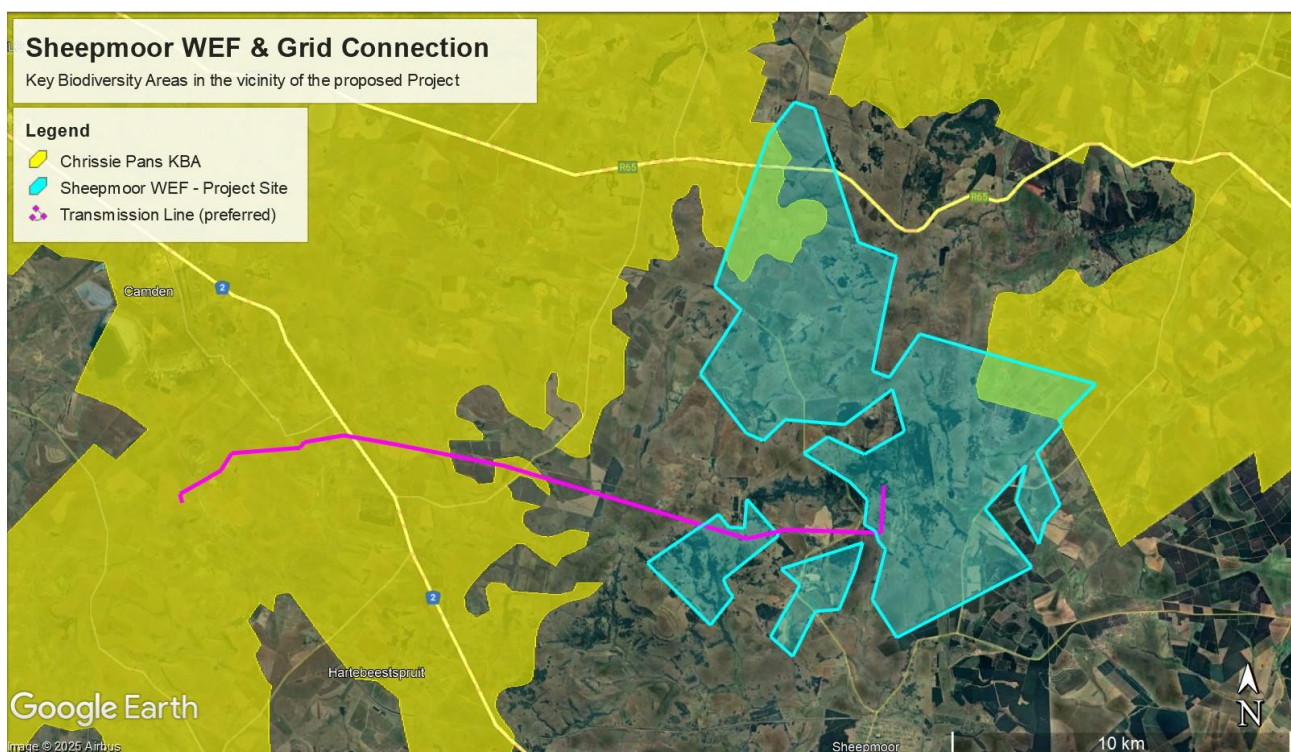 Sheepmoor WEF & Grid Connection
Key Biodiversity Areas in the vicinity of the proposed Project
Legend
Chrissie Pans KBA
Sheepmoor WEF - Project Site
Transmission Line (preferred)
R65
R65
Camden
2
2
Hartebeestspruit
Google Earth
N
Image © 2025 Airbus
Sheepmoor
10 km